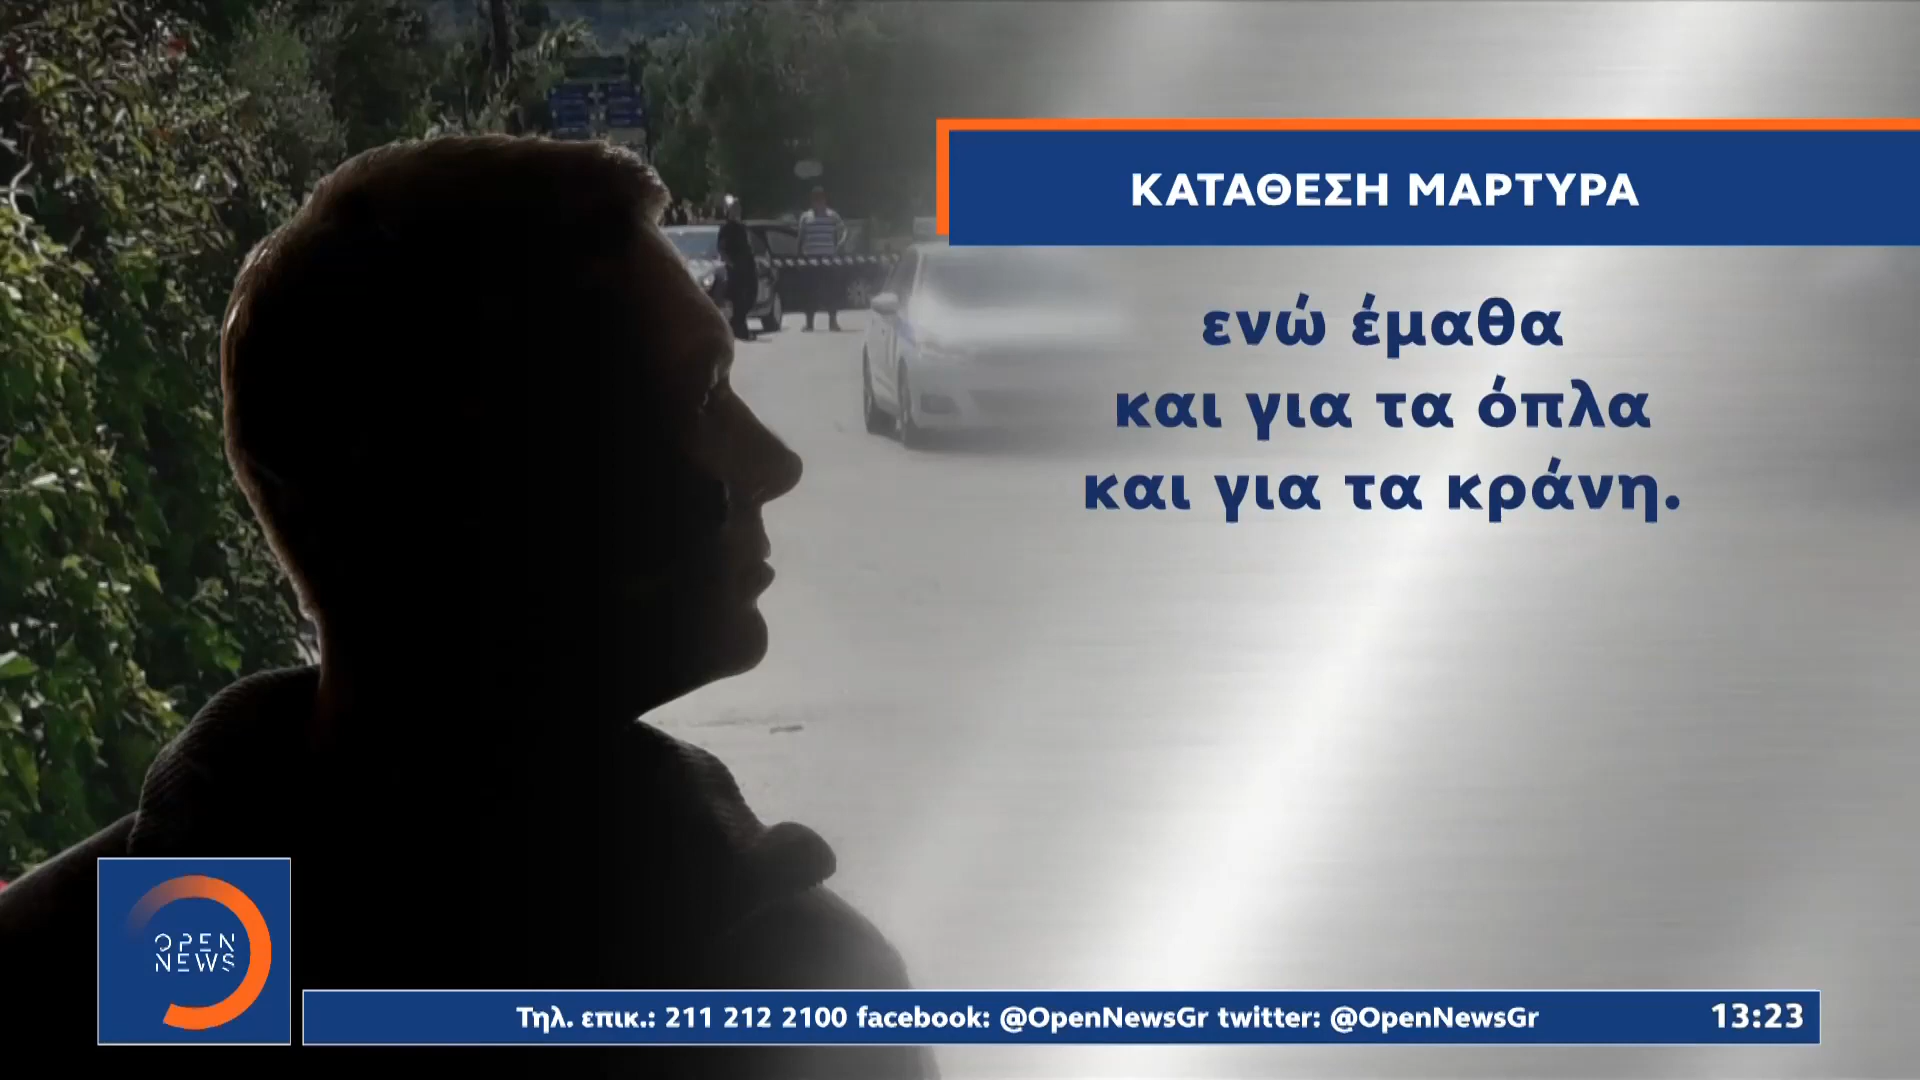 ΚΑΤΑΘΕΣΗ ΜΑΡΤΥΡΑ
ενώ έμαθα
και για τα όπλα
και για τα κράνη.
OPEN
NEWS
Τηλ. επικ.: 211 212 2100 facebook: @OpenNewsGr twitter: @OpenNewsGr
13:23